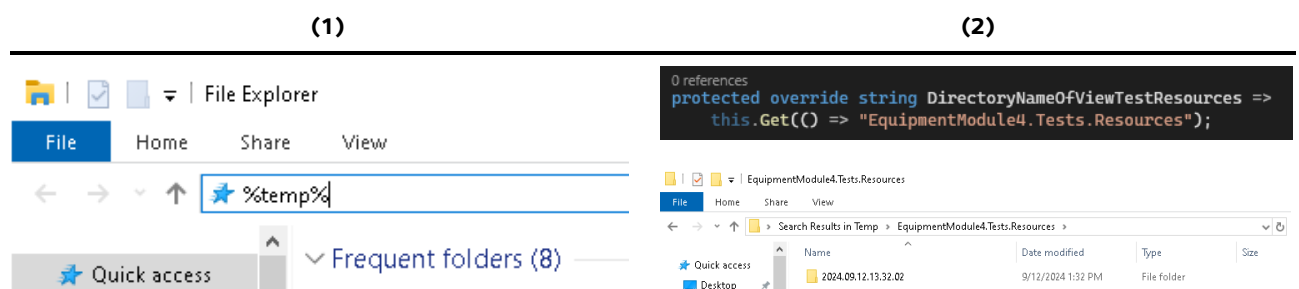 (1)
(2)
File Explorer
File Home Share View
%temp%
Frequent folders (8)
Quick access
0 references
protected override string DirectoryNameOfViewTestResources =>
this.Get(() => "EquipmentModule4.Tests.Resources");
EquipmentModule4.Tests.Resources
File Home Share View
Search Results in Temp > EquipmentModule4.Tests.Resources >
Name Date modified Type Size
Quick access
2024.09.12.13.32.02 9/12/2024 1:32 PM File folder
Desktop